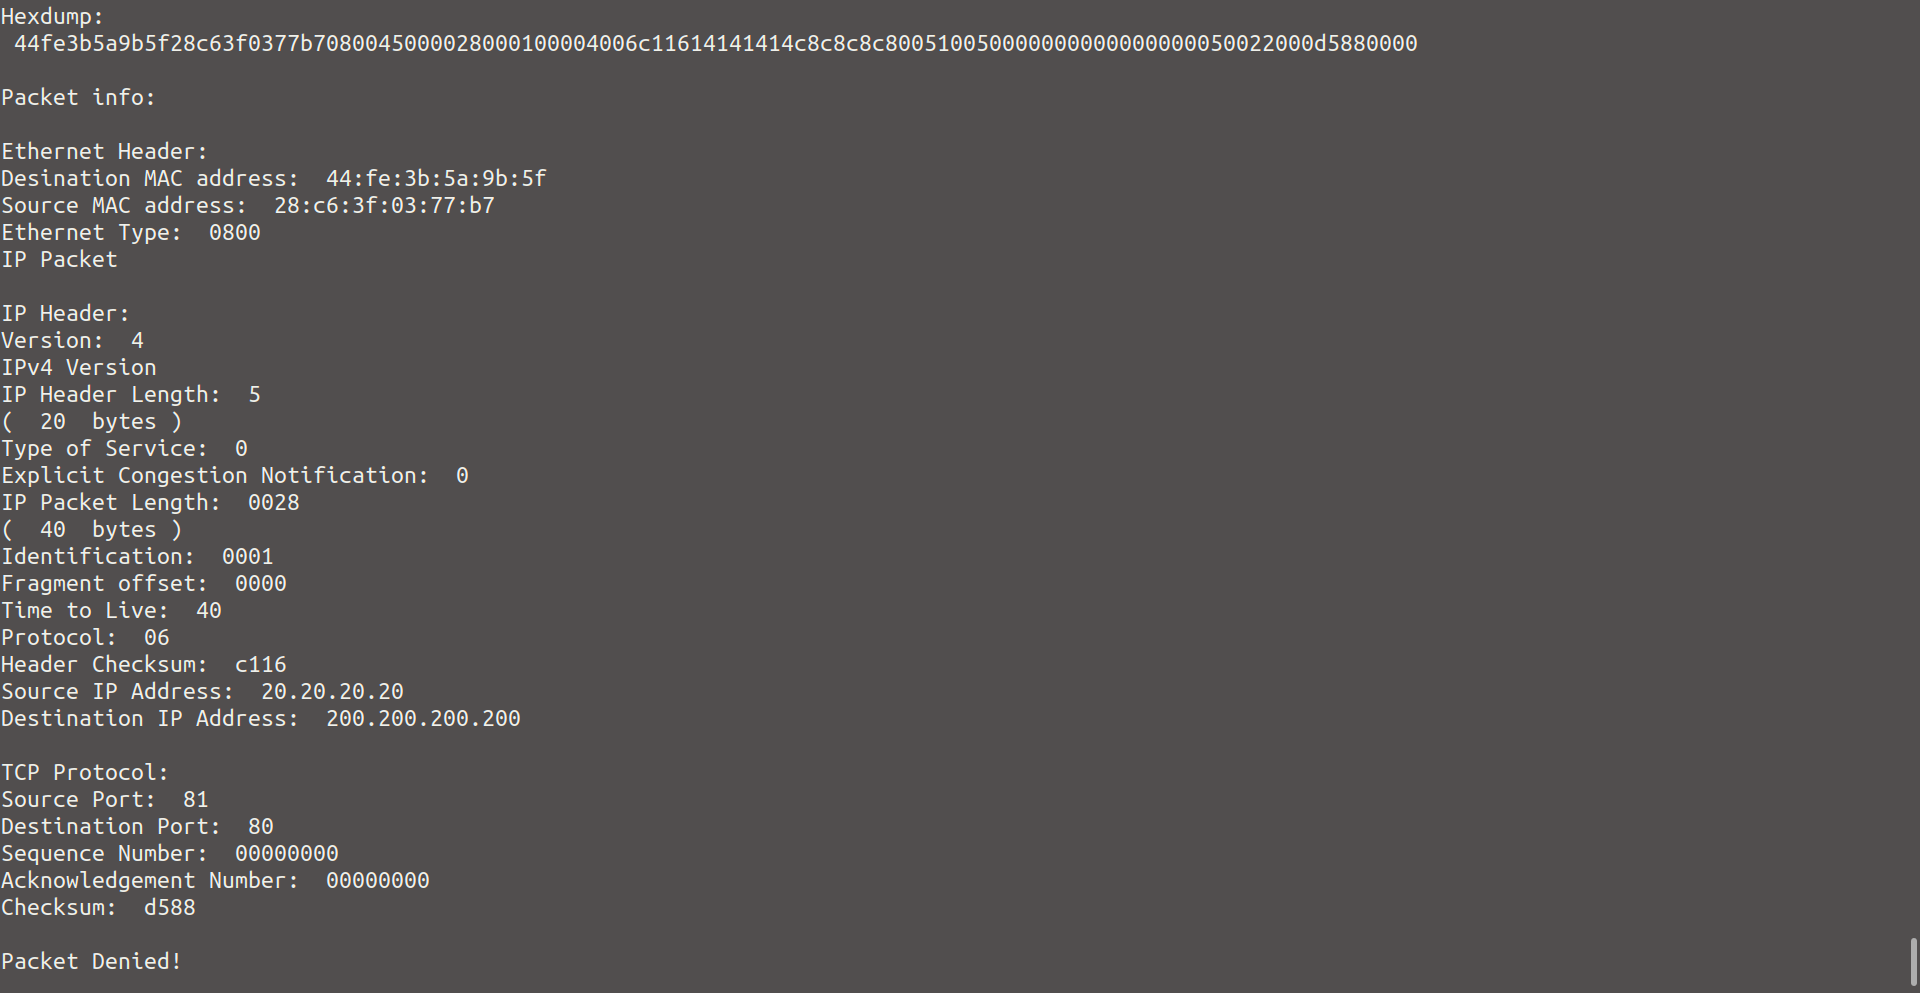 Hexdump:
44fe3b5a9b5f28c63f0377b7080045000028000100004006c11614141414c8c8c8c80051005000000000000000005002​2000d5880000
Packet info:
Ethernet Header:
Desination MAC address:  44:fe:3b:5a:9b:5f
Source MAC address:  28:c6:3f:03:77:b7
Ethernet Type:  0800
IP Packet
IP Header:
Version:  4
IPv4 Version
IP Header Length:  5
(  20  bytes )
Type of Service:  0
Explicit Congestion Notification:  0
IP Packet Length:  0028
(  40  bytes )
Identification:  0001
Fragment offset:  0000
Time to Live:  40
Protocol:  06
Header Checksum:  c116
Source IP Address:  20.20.20.20
Destination IP Address:  200.200.200.200
TCP Protocol:
Source Port:  81
Destination Port:  80
Sequence Number:  00000000
Acknowledgement Number:  00000000
Checksum:  d588
Packet Denied!